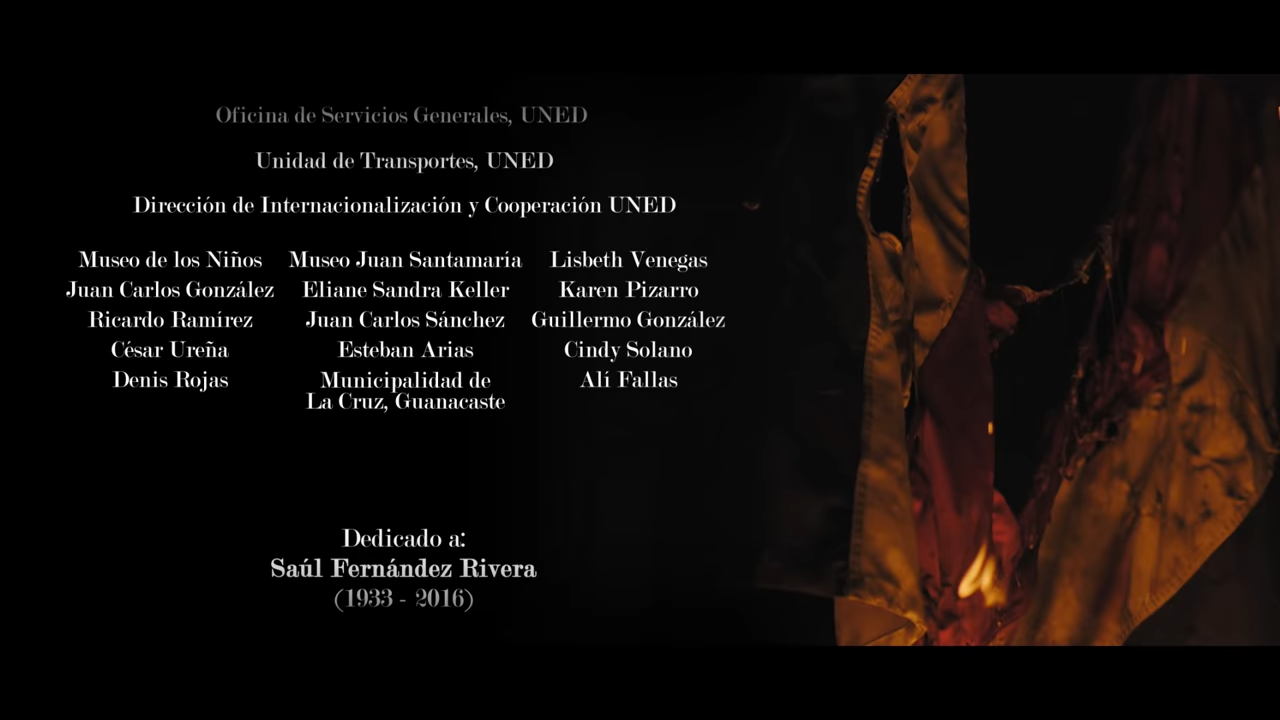 Oficina de Servicios Generales, UNED
Unidad de Transportes, UNED
Dirección de Internacionalización y Cooperación UNED
Museo de los Niños
Juan Carlos González
Ricardo Ramírez
César Ureña
Denis Rojas
Museo Juan Santamaría
Eliane Sandra Keller
Juan Carlos Sánchez
Esteban Arias
Municipalidad de
La Cruz, Guanacaste
Lisbeth Venegas
Karen Pizarro
Guillermo González
Cindy Solano
Alí Fallas
Dedicado a:
Saúl Fernández Rivera
(1933 - 2016)